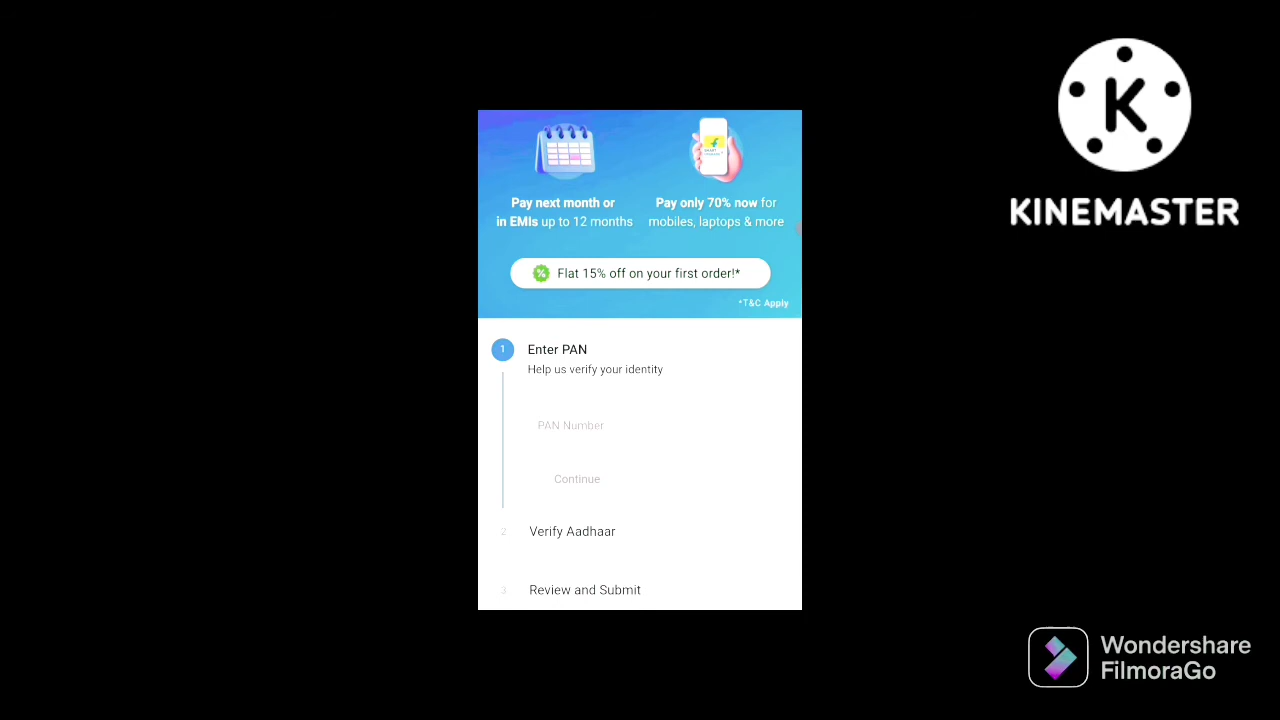 K
KINEMASTER
Pay next month or
in EMIs up to 12 months
Pay only 70% now for
mobiles, laptops & more
% Flat 15% off on your first order!*
*T&C Apply
1 Enter PAN
Help us verify your identity
PAN Number
Continue
2 Verify Aadhaar
3 Review and Submit
Wondershare
FilmoraGo